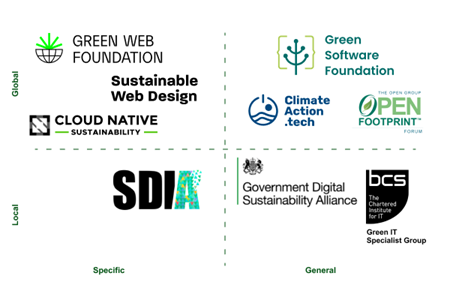 GREEN WEB
FOUNDATION
Sustainable
Web Design
CLOUD NATIVE
SUSTAINABILITY
Green
Software
Foundation
Climate
Action
.tech
THE OPEN GROUP
OPEN
FOOTPRINT™
FORUM
Global
SDIA
Government Digital
Sustainability Alliance
bcs
The
Chartered
Institute
for IT
Green IT
Specialist Group
Local
Specific
General